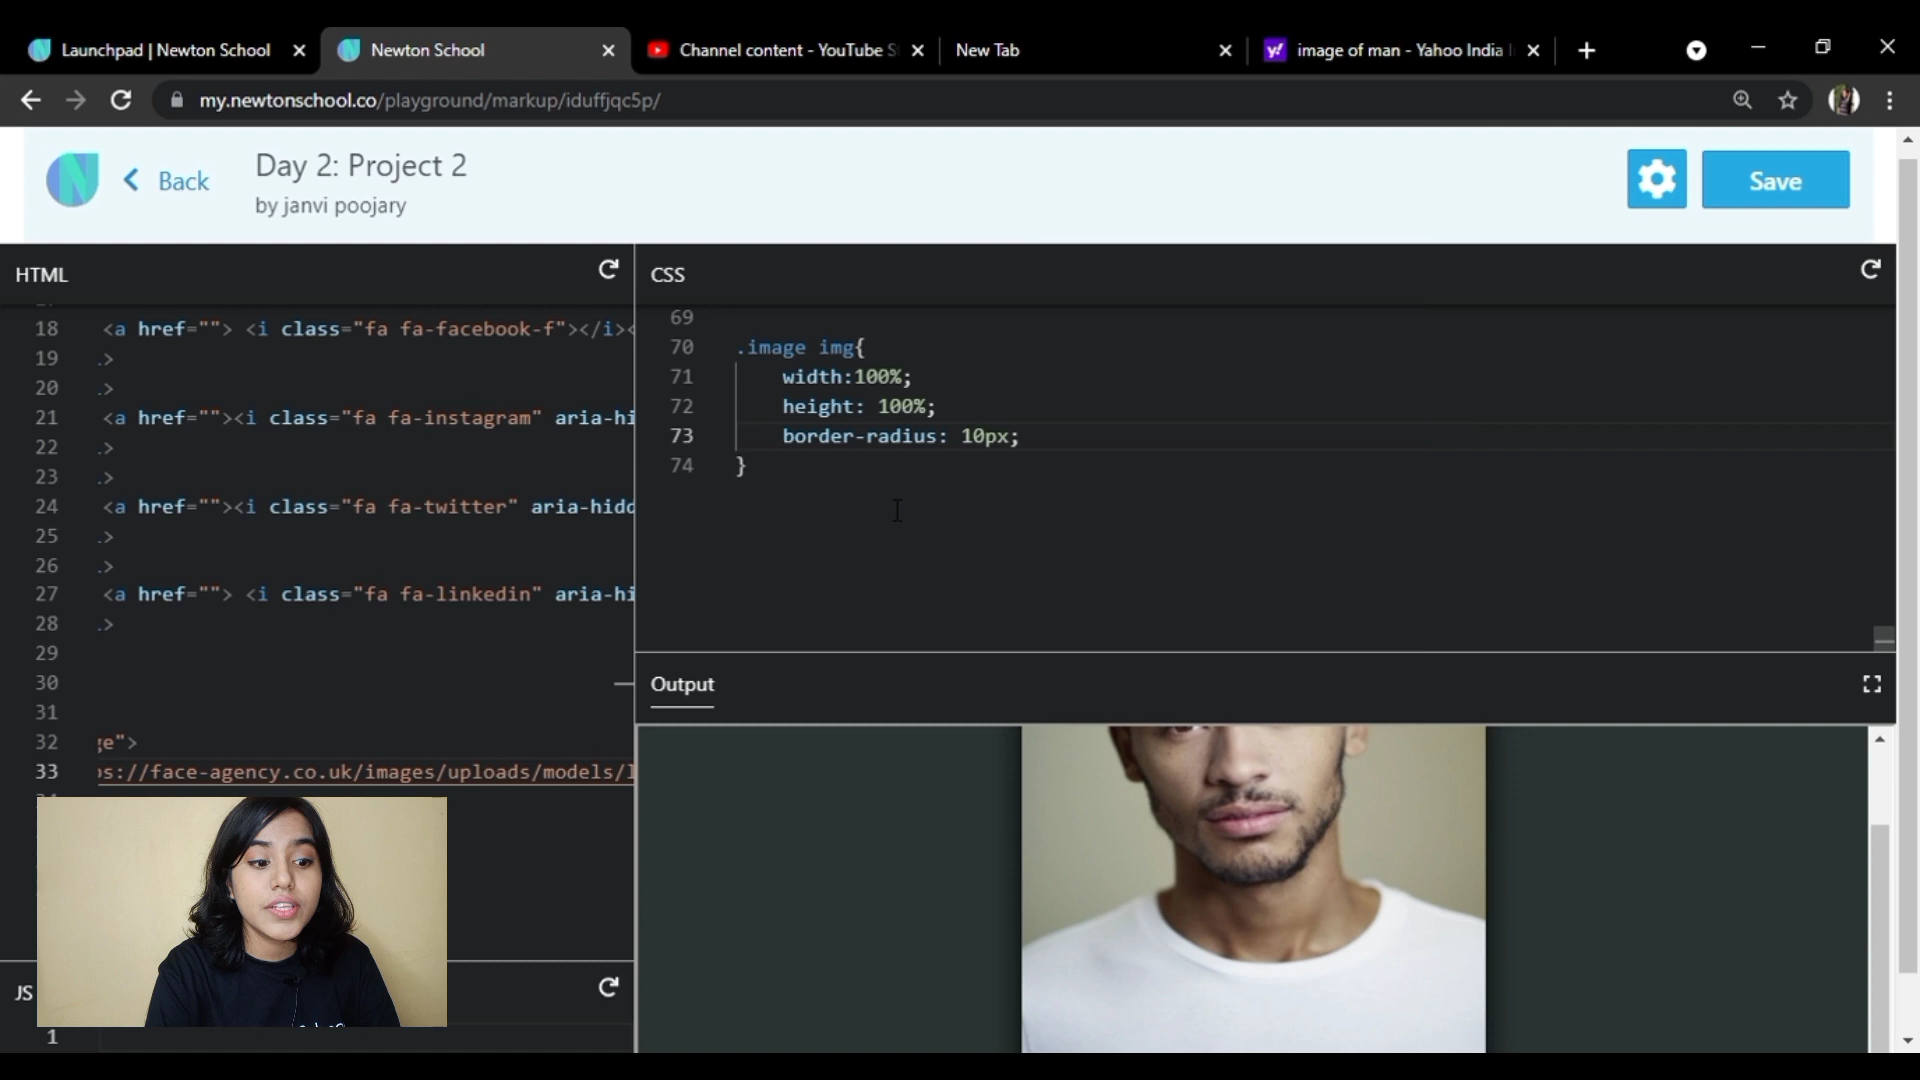 Launchpad | Newton School
Newton School
Channel content - YouTube S
New Tab
y!
image of man - Yahoo India I
my.newtonschool.co/playground/markup/iduffjqc5p/
N
Back
Day 2: Project 2
by janvi poojary
Save
HTML
18 <a href=""> <i class="fa fa-facebook-f"></i><
19 .>
20 .>
21 <a href=""><i class="fa fa-instagram" aria-hi
22 .>
23 .>
24 <a href=""><i class="fa fa-twitter" aria-hidd
25 .>
26 .>
27 <a href=""> <i class="fa fa-linkedin" aria-hi
28 .>
29
30
31
32 ge">
33 ps://face-agency.co.uk/images/uploads/models/l
CSS
69
70 .image img{
71 width:100%;
72 height: 100%;
73 border-radius: 10px;
74 }
Output
JS
1